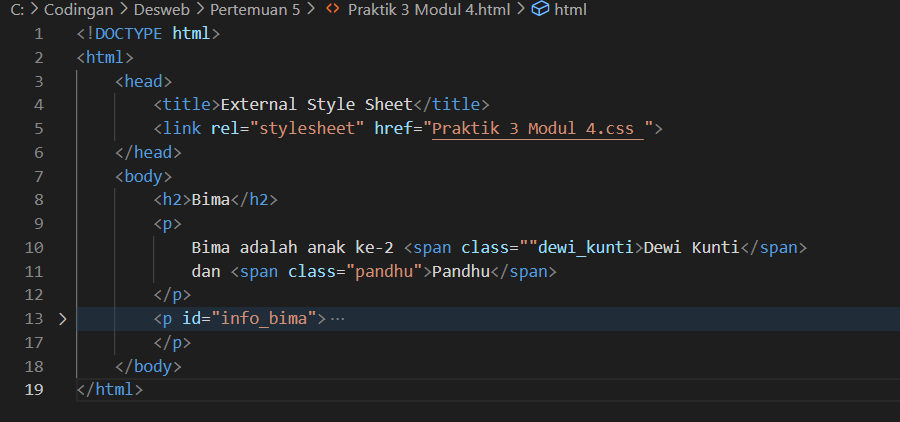 C: > Codingan > Desweb > Pertemuan 5 > <> Praktik 3 Modul 4.html > html
1 <!DOCTYPE html>
2 <html>
3 <head>
4 <title>External Style Sheet</title>
5 <link rel="stylesheet" href="Praktik 3 Modul 4.css ">
6 </head>
7 <body>
8 <h2>Bima</h2>
9 <p>
10 Bima adalah anak ke-2 <span class=""dewi_kunti>Dewi Kunti</span>
11 dan <span class="pandhu">Pandhu</span>
12 </p>
13 > <p id="info_bima"> ...
17 </p>
18 </body>
19 </html>